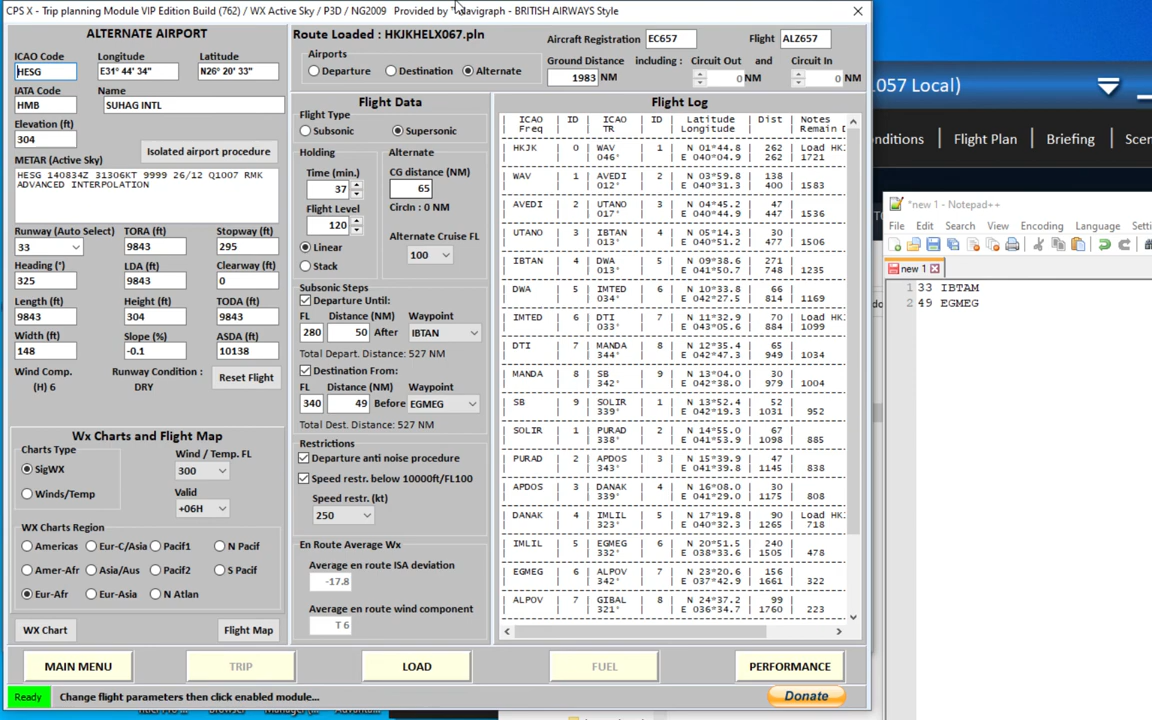 CPS X - Trip planning Module VIP Edition Build (762) / WX Active Sky / P3D / NG2009 Provided by Navigraph - BRITISH AIRWAYS Style
ALTERNATE AIRPORT
ICAO Code Longitude Latitude
HESG E31° 44' 34" N26° 20' 33"
IATA Code Name
HMB SUHAG INTL
Elevation (ft)
304
METAR (Active Sky) Isolated airport procedure
HESG 140834Z 31306KT 9999 26/12 Q1007 RMK
ADVANCED INTERPOLATION
Runway (Auto Select) TORA (ft) Stopway (ft)
33 9843 295
Heading (°) LDA (ft) Clearway (ft)
325 9843 0
Length (ft) Height (ft) TODA (ft)
9843 304 9843
Width (ft) Slope (%) ASDA (ft)
148 -0.1 10138
Wind Comp. Runway Condition : Reset Flight
(H) 6 DRY
Wx Charts and Flight Map
Charts Type Wind / Temp. FL
SigWX 300
Winds/Temp Valid
+06H
WX Charts Region
Americas Eur-C/Asia Pacif1 N Pacif
Amer-Afr Asia/Aus Pacif2 S Pacif
Eur-Afr Eur-Asia N Atlan
WX Chart Flight Map
Route Loaded : HKJKHELX067.pln
Airports
Departure Destination Alternate
Aircraft Registration EC657 Flight ALZ657
Ground Distance including : Circuit Out Circuit In
1983 NM 0 NM 0 NM
Flight Data
Flight Type
Subsonic Supersonic
Holding Alternate
Time (min.) CG distance (NM)
37 65
Flight Level CircIn : 0 NM
120
Linear Alternate Cruise FL
Stack 100
Subsonic Steps
Departure Until:
FL Distance (NM) Waypoint
280 50 After IBTAN
Total Depart. Distance: 527 NM
Destination From:
FL Distance (NM) Waypoint
340 49 Before EGMEG
Total Dest. Distance: 527 NM
Restrictions
Departure anti noise procedure
Speed restr. below 10000ft/FL100
Speed restr. (kt)
250
En Route Average Wx
Average en route ISA deviation
-17.8
Average en route wind component
T 6
Flight Log
ICAO ID ICAO ID Latitude Dist Notes
Freq TR Longitude Remain D
HKJK 0 WAV 1 N 01°44.8 262 Load HK
046° E 040°04.9 262 1721
WAV 1 AVEDI 2 N 03°59.8 138
012° E 040°31.3 400 1583
AVEDI 2 UTANO 3 N 04°45.2 47
017° E 040°44.9 447 1536
UTANO 3 IBTAN 4 N 05°14.3 30
013° E 040°51.2 477 1506
IBTAN 4 DWA 5 N 09°38.6 271
013° E 041°50.7 748 1235
DWA 5 IMTED 6 N 10°33.8 66
034° E 042°27.5 814 1169
IMTED 6 DTI 7 N 11°32.9 70 Load HK
033° E 043°05.6 884 1099
DTI 7 MANDA 8 N 12°35.4 65
344° E 042°47.3 949 1034
MANDA 8 SB 9 N 13°04.0 30
342° E 042°38.0 979 1004
SB 9 SOLIR 1 N 13°52.4 52
339° E 042°19.3 1031 952
SOLIR 1 PURAD 2 N 14°55.0 67
338° E 041°53.9 1098 885
PURAD 2 APDOS 3 N 15°39.9 47
343° E 041°39.8 1145 838
APDOS 3 DANAK 4 N 16°08.0 30
339° E 041°29.0 1175 808
DANAK 4 IMLIL 5 N 17°19.8 90 Load HK
323° E 040°32.3 1265 718
IMLIL 5 EGMEG 6 N 20°51.5 240
332° E 038°33.6 1505 478
EGMEG 6 ALPOV 7 N 23°20.6 156
342° E 037°42.9 1661 322
ALPOV 7 GIBAL 8 N 24°37.2 99
321° E 036°34.7 1760 223
MAIN MENU TRIP LOAD FUEL PERFORMANCE
Ready Change flight parameters then click enabled module... Donate
057 Local)
nditions Flight Plan Briefing Scen
*new 1 - Notepad++
File Edit Search View Encoding Language Setti
new 1
1 33 IBTAM
2 49 EGMEG